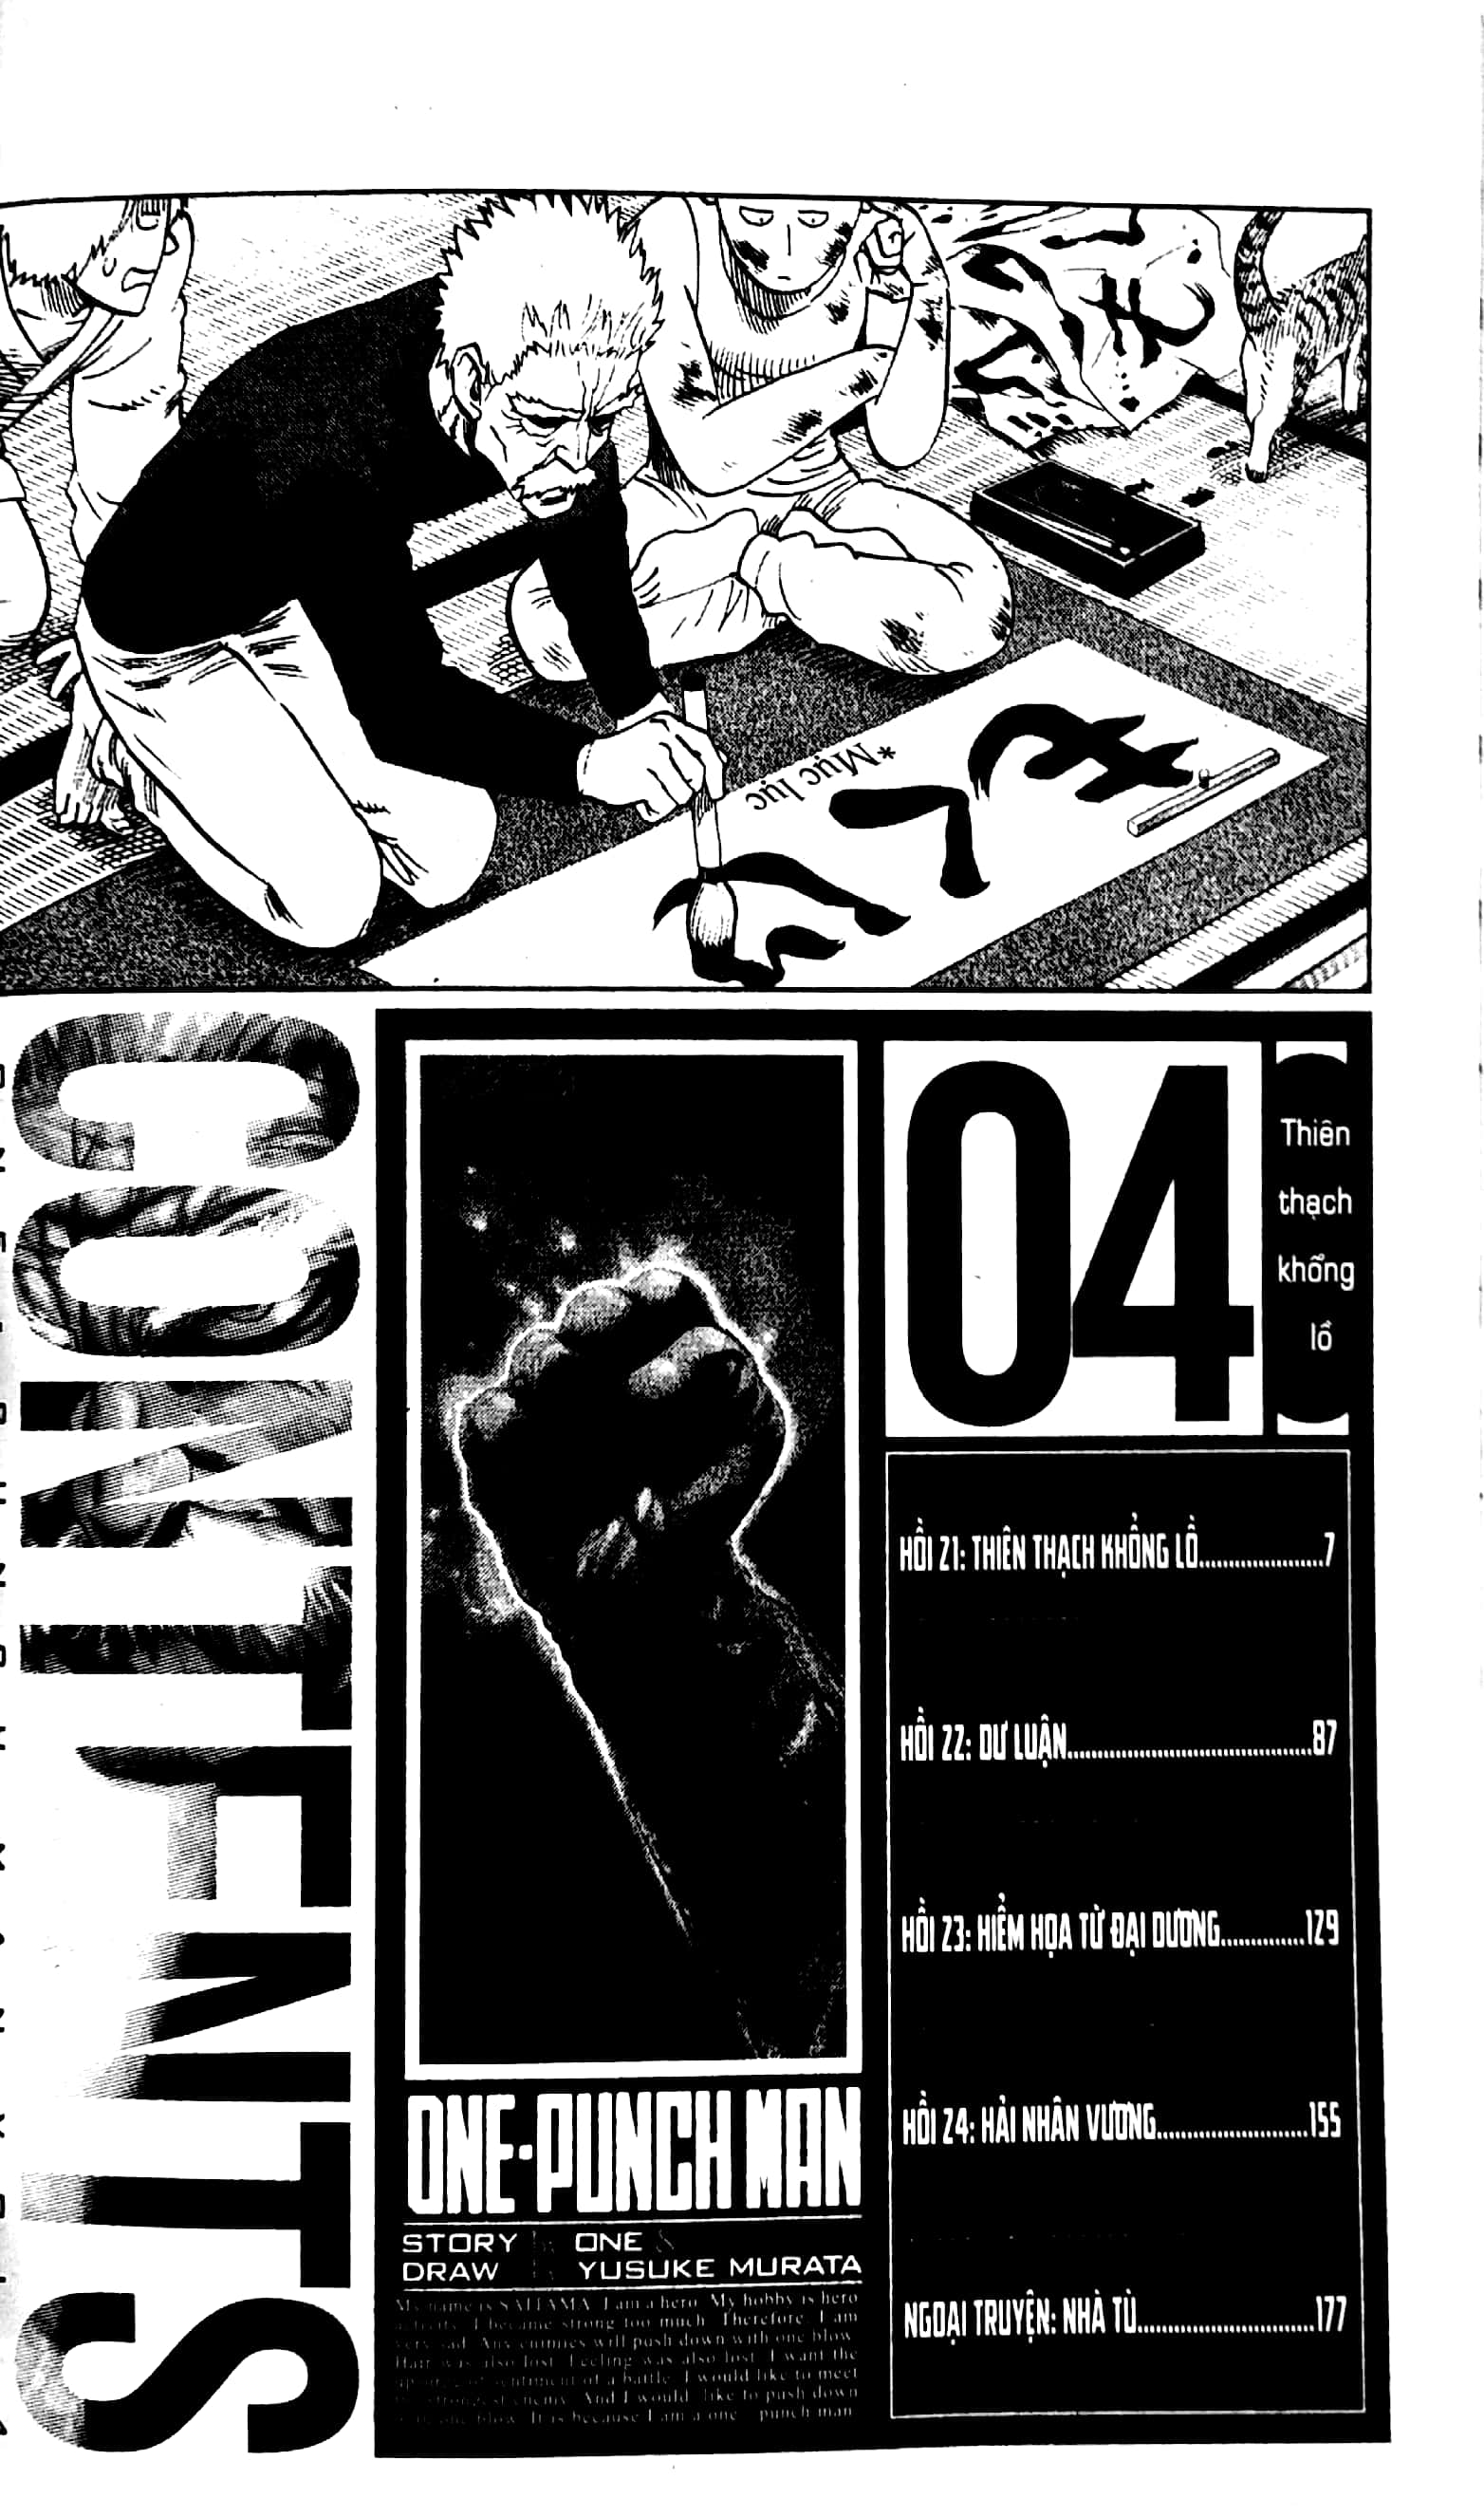 * Mục lục
もくじ
CONTENTS
04
Thiên
thạch
khổng
lồ
HỒI 21: THIÊN THẠCH KHỔNG LỒ....................7
HỒI 22: DƯ LUẬN........................................87
HỒI 23: HIỂM HỌA TỪ ĐẠI DƯƠNG..............129
HỒI 24: HẢI NHÂN VƯƠNG.........................155
NGOẠI TRUYỆN: NHÀ TÙ.............................177
ONE-PUNCH MAN
STORY ONE
DRAW YUSUKE MURATA
My name is SAITAMA. I am a hero. My hobby is hero
I became strong too much. Therefore, I am
sad. Any enemies will push down with one blow.
Hair was also lost. Feeling was also lost. I want the
sentiment of a battle. I would like to meet
strongest enemy. And I would like to push down
one blow. It is because I am a one punch man